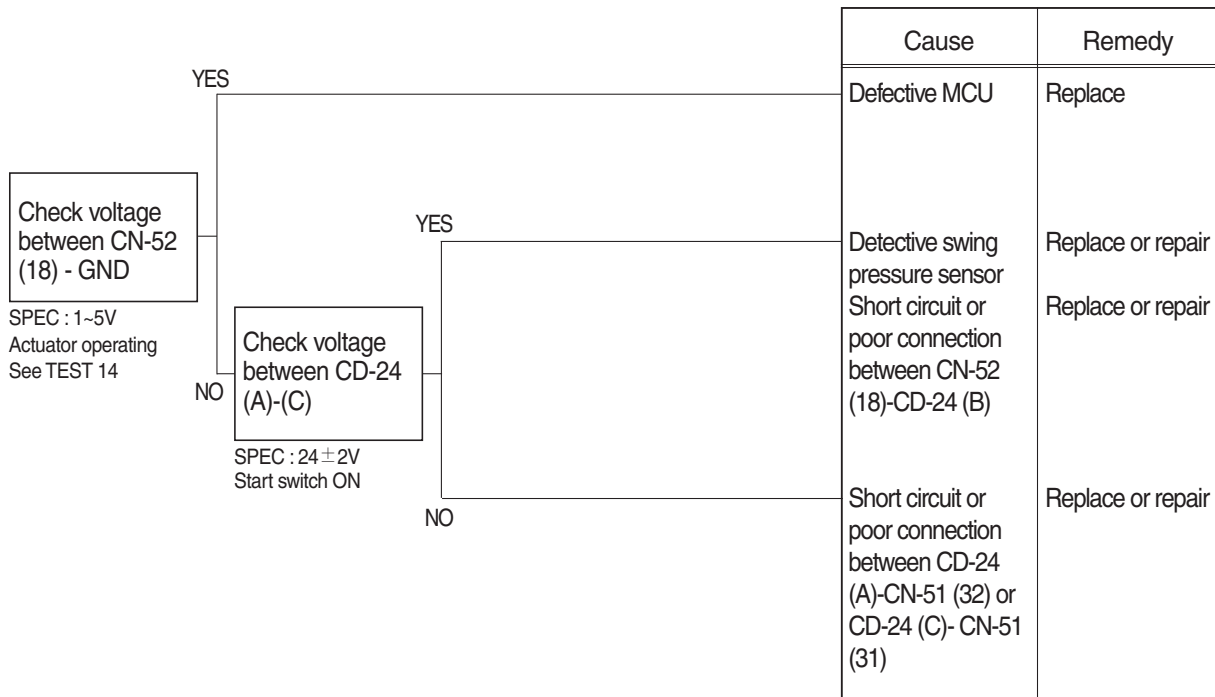 Cause
Remedy
YES
Defective MCU
Replace
Check voltage
between CN-52
(18) - GND
SPEC : 1~5V
Actuator operating
See TEST 14
YES
Detective swing
pressure sensor
Replace or repair
Short circuit or
poor connection
between CN-52
(18)-CD-24 (B)
Replace or repair
NO
Check voltage
between CD-24
(A)-(C)
SPEC : 24±2V
Start switch ON
NO
Short circuit or
poor connection
between CD-24
(A)-CN-51 (32) or
CD-24 (C)- CN-51
(31)
Replace or repair